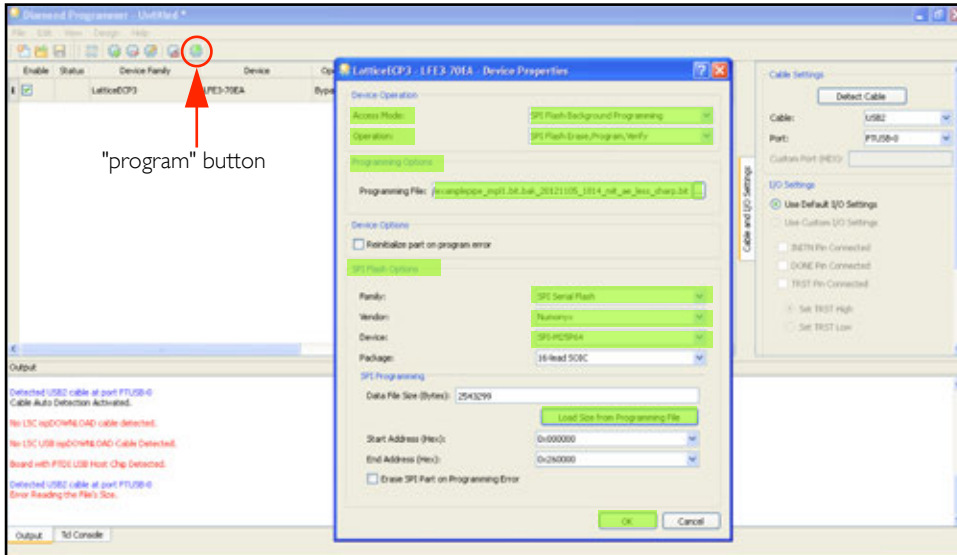 Diamond Programmer - Untitled *
File Edit View Design Help
Enable Status Device Family Device
1 LatticeECP3 LFE3-70EA Bypa
"program" button
LatticeECP3 - LFE3-70EA - Device Properties
Device Operation
Access Mode: SPI Flash Background Programming
Operation: SPI Flash Erase,Program,Verify
Programming Options
Programming File: ...
Device Options
Reinitialize part on program error
SPI Flash Options
Family: SPI Serial Flash
Vendor: Numonyx
Device: SPI-M25P64
Package: 16-lead SOIC
SPI Programming
Data File Size (Bytes): 2543299
Load Size from Programming File
Start Address (Hex): 0x000000
End Address (Hex): 0x260000
Erase SPI Part on Programming Error
OK Cancel
Cable and I/O Settings
Cable Settings
Detect Cable
Cable: USB2
Port: FTUSB-0
Custom Port (HEX):
I/O Settings
Use Default I/O Settings
Use Custom I/O Settings
INITN Pin Connected
DONE Pin Connected
TRST Pin Connected
Set TRST High
Set TRST Low
Output
Detected USB2 cable at port FTUSB-0
Cable Auto Detection Activated.
No LSC ispDOWNLOAD cable detected.
No LSC USB ispDOWNLOAD Cable Detected.
Board with FTDI USB Host Chip Detected.
Detected USB2 cable at port FTUSB-0
Error Reading the File's Size.
Output Tcl Console